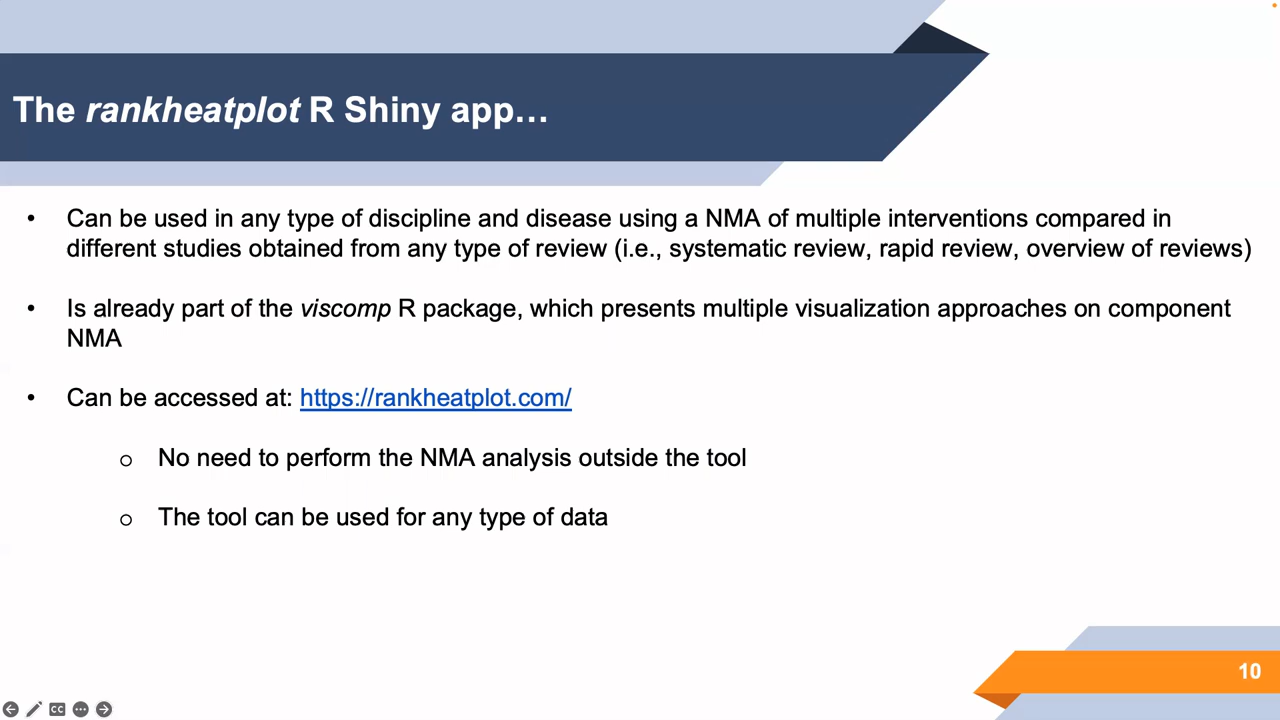 The rankheatplot R Shiny app…
• Can be used in any type of discipline and disease using a NMA of multiple interventions compared in
different studies obtained from any type of review (i.e., systematic review, rapid review, overview of reviews)
• Is already part of the viscomp R package, which presents multiple visualization approaches on component
NMA
• Can be accessed at: https://rankheatplot.com/
o No need to perform the NMA analysis outside the tool
o The tool can be used for any type of data
10
CC